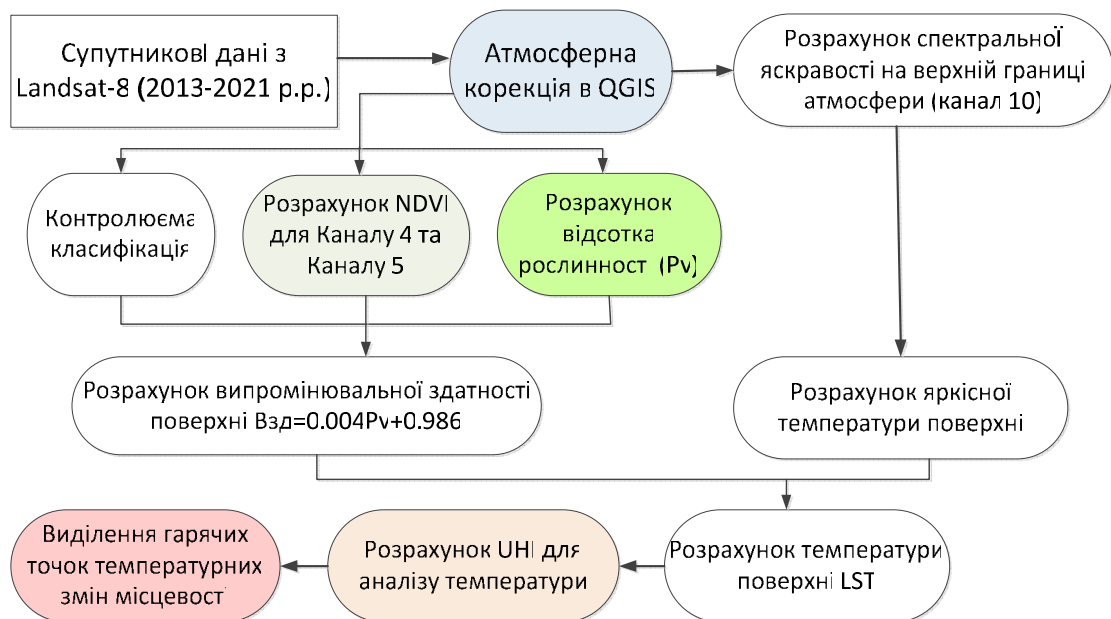 Супутникові дані з
Landsat-8 (2013-2021 р.р.)
Атмосферна
корекція в QGIS
Розрахунок спектральної
яскравості на верхній границі
атмосфери (канал 10)
Контролюєма
класифікація
Розрахунок NDVI
для Каналу 4 та
Каналу 5
Розрахунок
відсотка
рослинност (Pv)
Розрахунок випромінювальної здатності
поверхні Bзд=0.004Pv+0.986
Розрахунок яркісної
температури поверхні
Виділення гарячих
точок температурних
змін місцевості
Розрахунок UHI для
аналізу температури
Розрахунок температури
поверхні LST